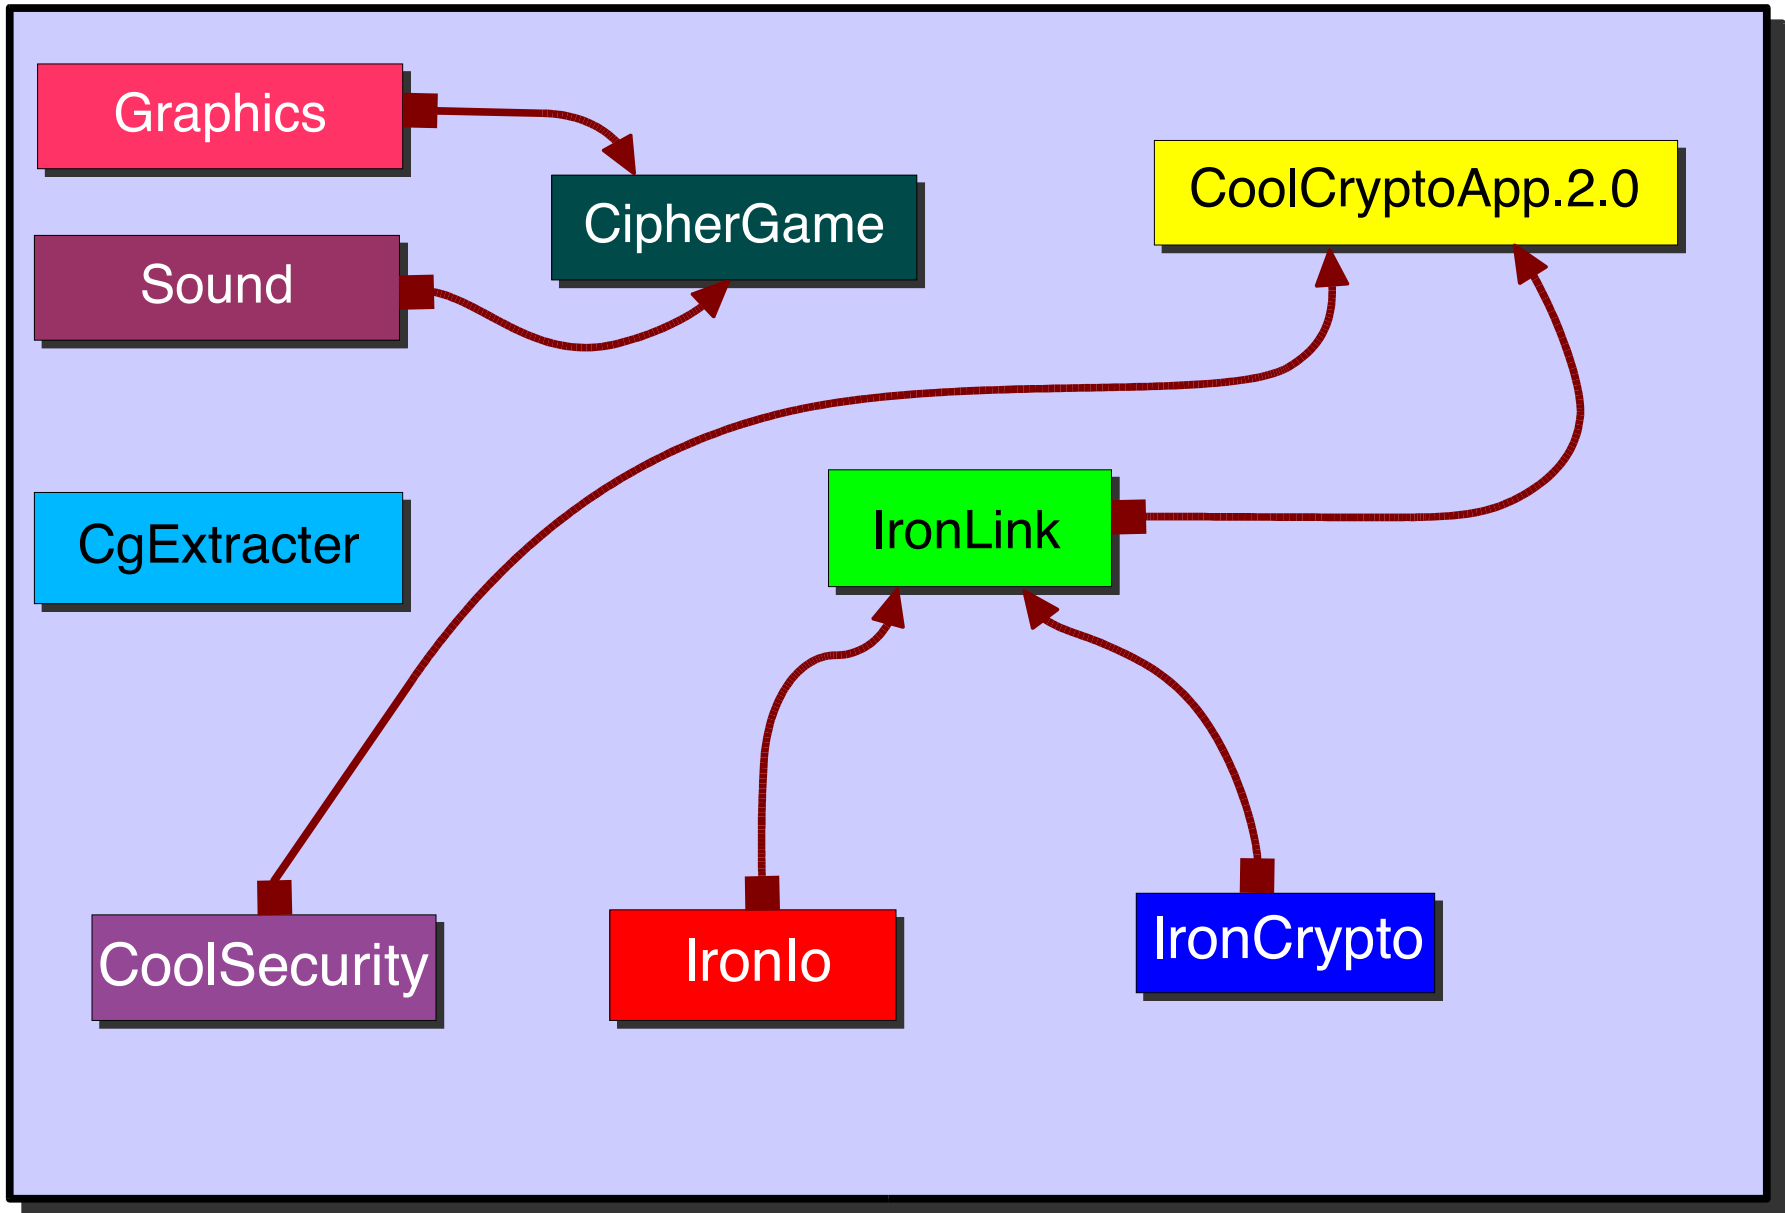 Graphics
CipherGame
CoolCryptoApp.2.0
Sound
CgExtracter
IronLink
CoolSecurity
IronIo
IronCrypto